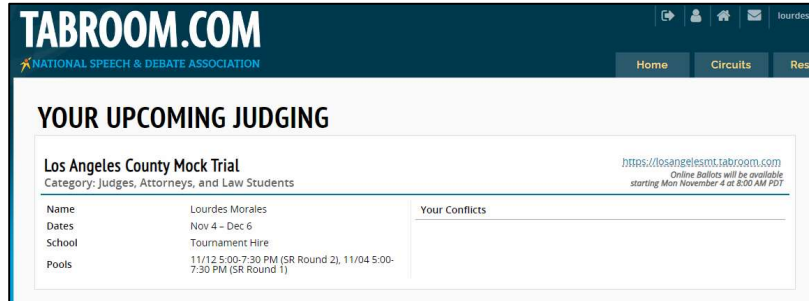 TABROOM.COM
NATIONAL SPEECH & DEBATE ASSOCIATION
lourdes
Home Circuits Res
YOUR UPCOMING JUDGING
Los Angeles County Mock Trial
Category: Judges, Attorneys, and Law Students
https://losangelesmt.tabroom.com
Online Ballots will be available
starting Mon November 4 at 8:00 AM PDT
Name Lourdes Morales
Dates Nov 4 – Dec 6
School Tournament Hire
Pools 11/12 5:00-7:30 PM (SR Round 2), 11/04 5:00-
7:30 PM (SR Round 1)
Your Conflicts